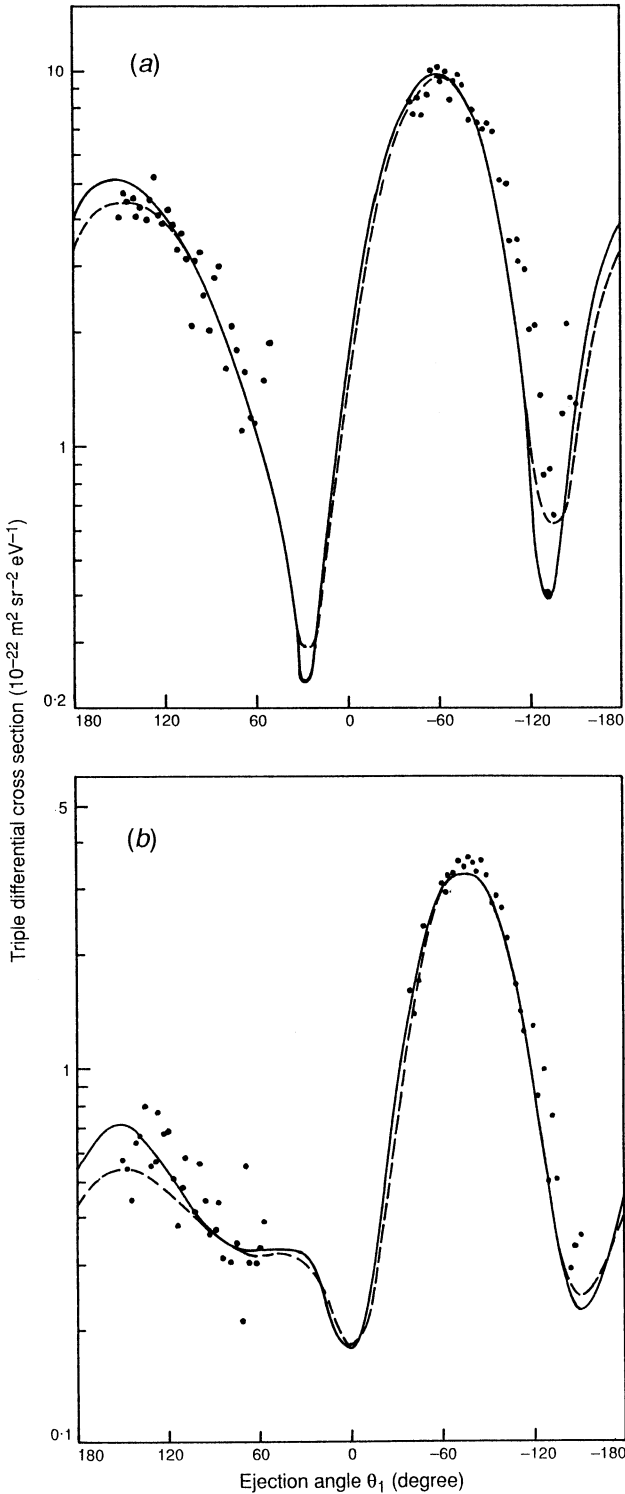 (a)
10
1
0·2
180 120 60 0 −60 −120 −180
Triple differential cross section (10⁻²² m² sr⁻² eV⁻¹)
(b)
·5
1
0·1
180 120 60 0 −60 −120 −180
Ejection angle θ₁ (degree)